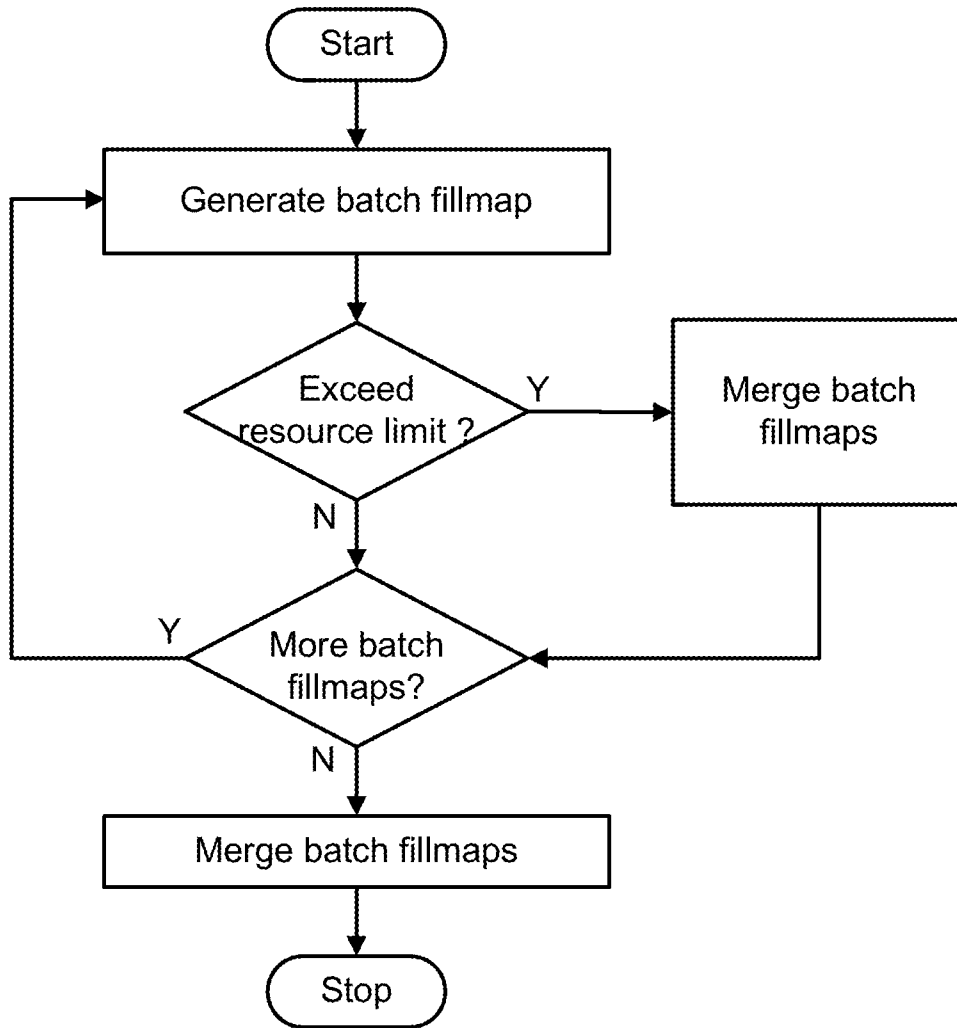 Start
Generate batch fillmap
Exceed
resource limit ?
Y
Merge batch
fillmaps
N
Y
More batch
fillmaps?
N
Merge batch fillmaps
Stop